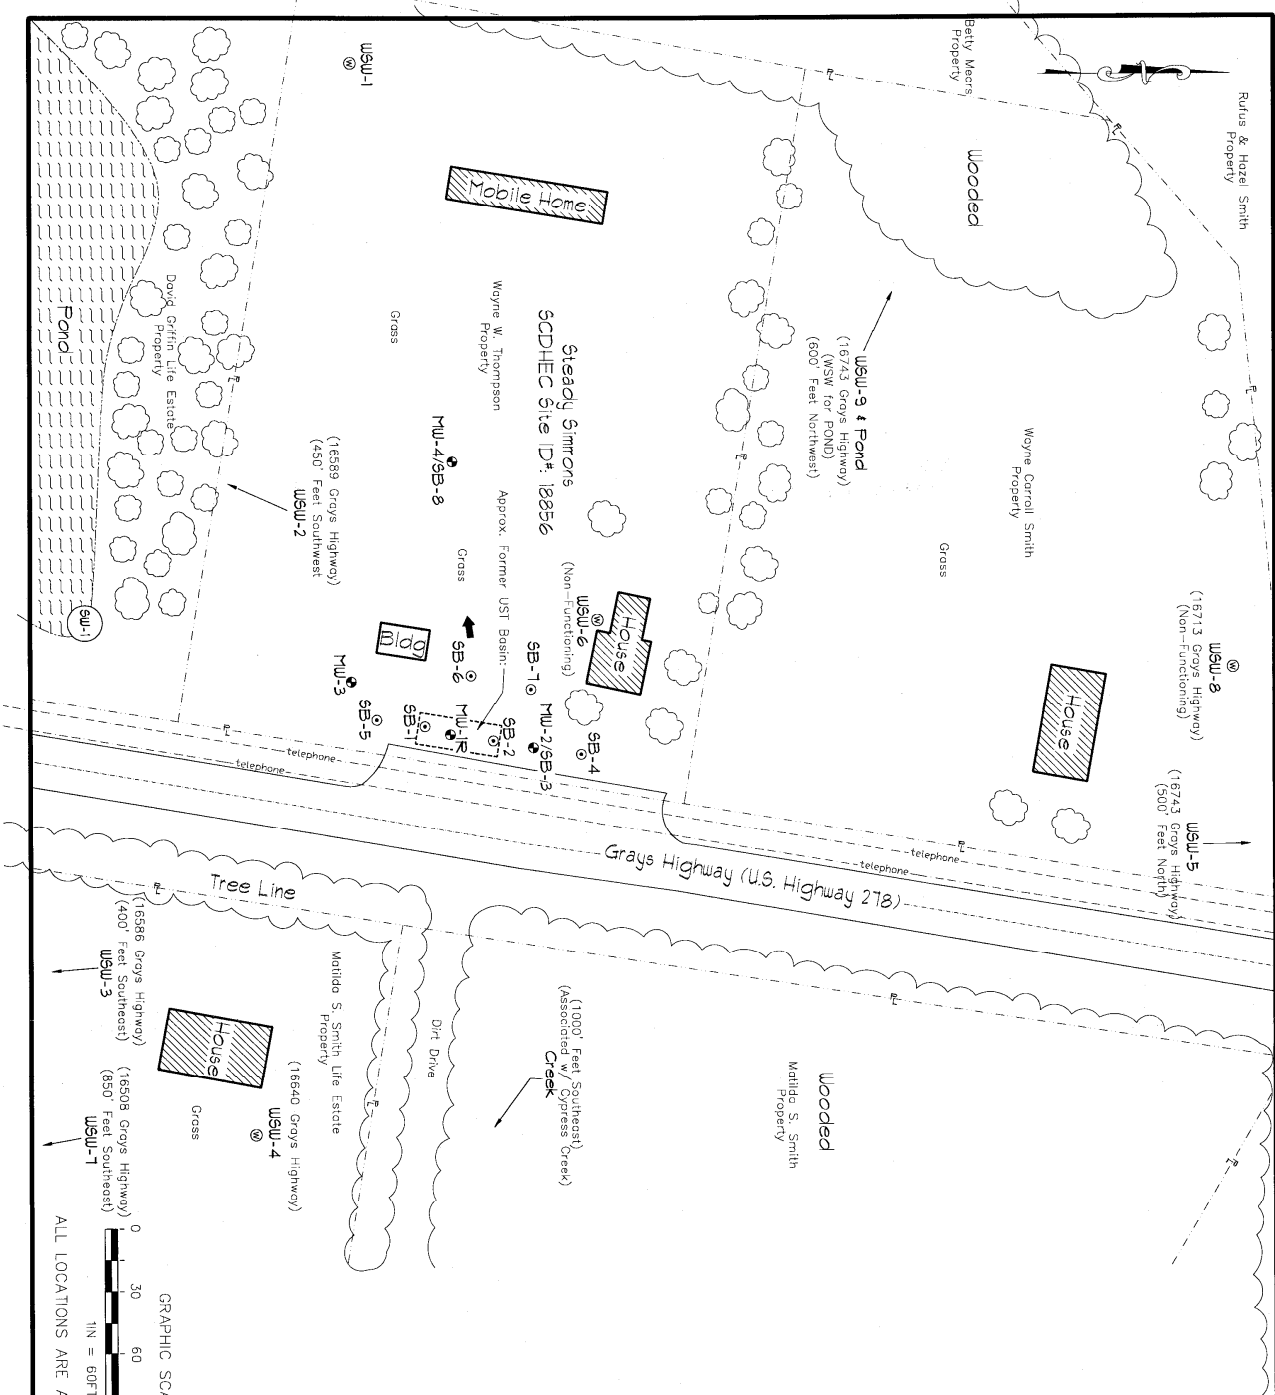 Rufus & Hazel Smith
Property
Betty Mears
Property
Wooded
WSW-1
Mobile Home
Wayne W. Thompson
Property
Grass
Steady Simmons
SCDHEC Site ID#: 18856
David Griffin Life Estate
Property
Pond
WSW-9 & Pond
(16743 Grays Highway)
(WSW for POND)
(600' Feet Northwest)
Wayne Carroll Smith
Property
Grass
MW-4/SB-8
Grass
Approx. Former UST Basin:
(16589 Grays Highway)
(450' Feet Southwest
WSW-2
SW-1
WSW-6
(Non-Functioning)
House
WSW-8
(16713 Grays Highway)
(Non-Functioning)
House
Bldg
SB-6
SB-7
MW-3
SB-5
SB-1
MW-1R
SB-2
MW-2/SB-3
SB-4
WSW-5
(16743 Grays Highway)
(500' Feet North)
telephone
telephone
telephone
telephone
Grays Highway (U.S. Highway 278)
Tree Line
(16586 Grays Highway)
(400' Feet Southeast)
WSW-3
House
Matilda S. Smith Life Estate
Property
Dirt Drive
(1000' Feet Southeast)
(Associated w/ Cypress Creek)
Creek
Wooded
Matilda S. Smith
Property
(16640 Grays Highway)
WSW-4
Grass
(16508 Grays Highway)
(850' Feet Southeast)
WSW-7
GRAPHIC SCA
0 30 60
1IN = 60FT
ALL LOCATIONS ARE A